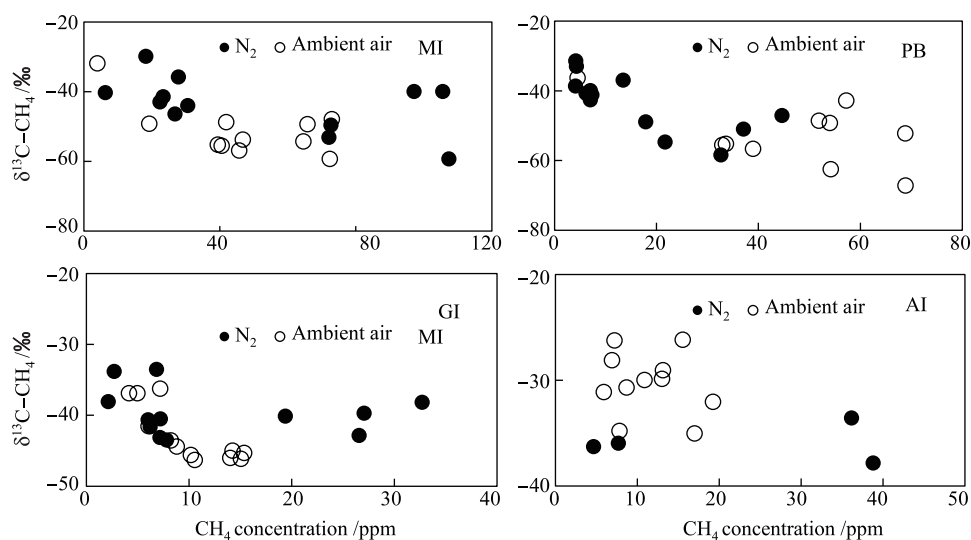 −20
−40
−60
−80
δ¹³C−CH₄/‰
N₂ Ambient air MI
0 40 80 120
−20
−40
−60
−80
N₂ Ambient air PB
0 20 40 60 80
−20
−30
−40
−50
δ¹³C−CH₄/‰
GI
N₂ Ambient air MI
0 10 20 30 40
CH₄ concentration /ppm
−20
−30
−40
N₂ Ambient air AI
0 10 20 30 40 50
CH₄ concentration /ppm